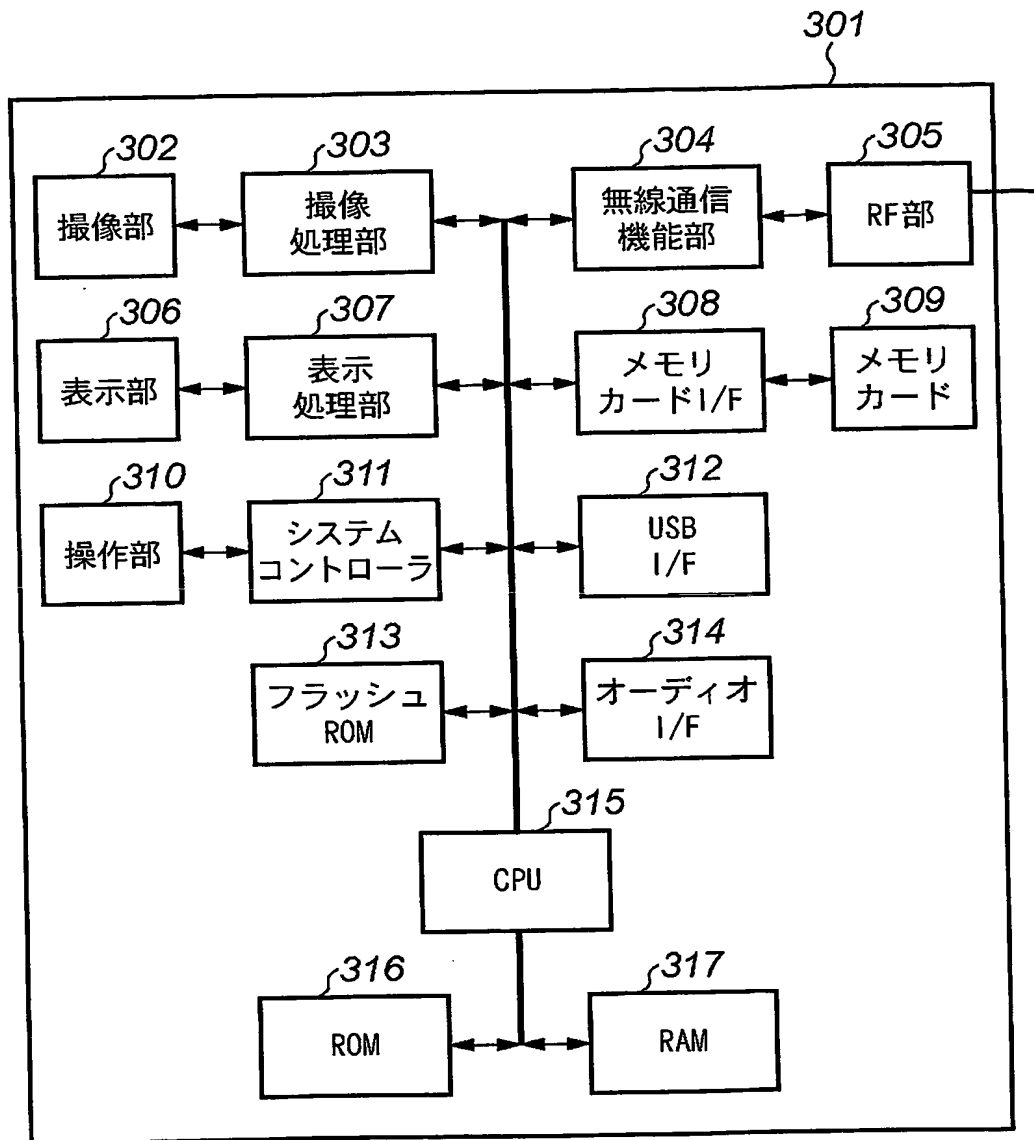 301
302
撮像部
303
撮像
処理部
304
無線通信
機能部
305
RF部
306
表示部
307
表示
処理部
308
メモリ
カードI/F
309
メモリ
カード
310
操作部
311
システム
コントローラ
312
USB
I/F
313
フラッシュ
ROM
314
オーディオ
I/F
315
CPU
316
ROM
317
RAM